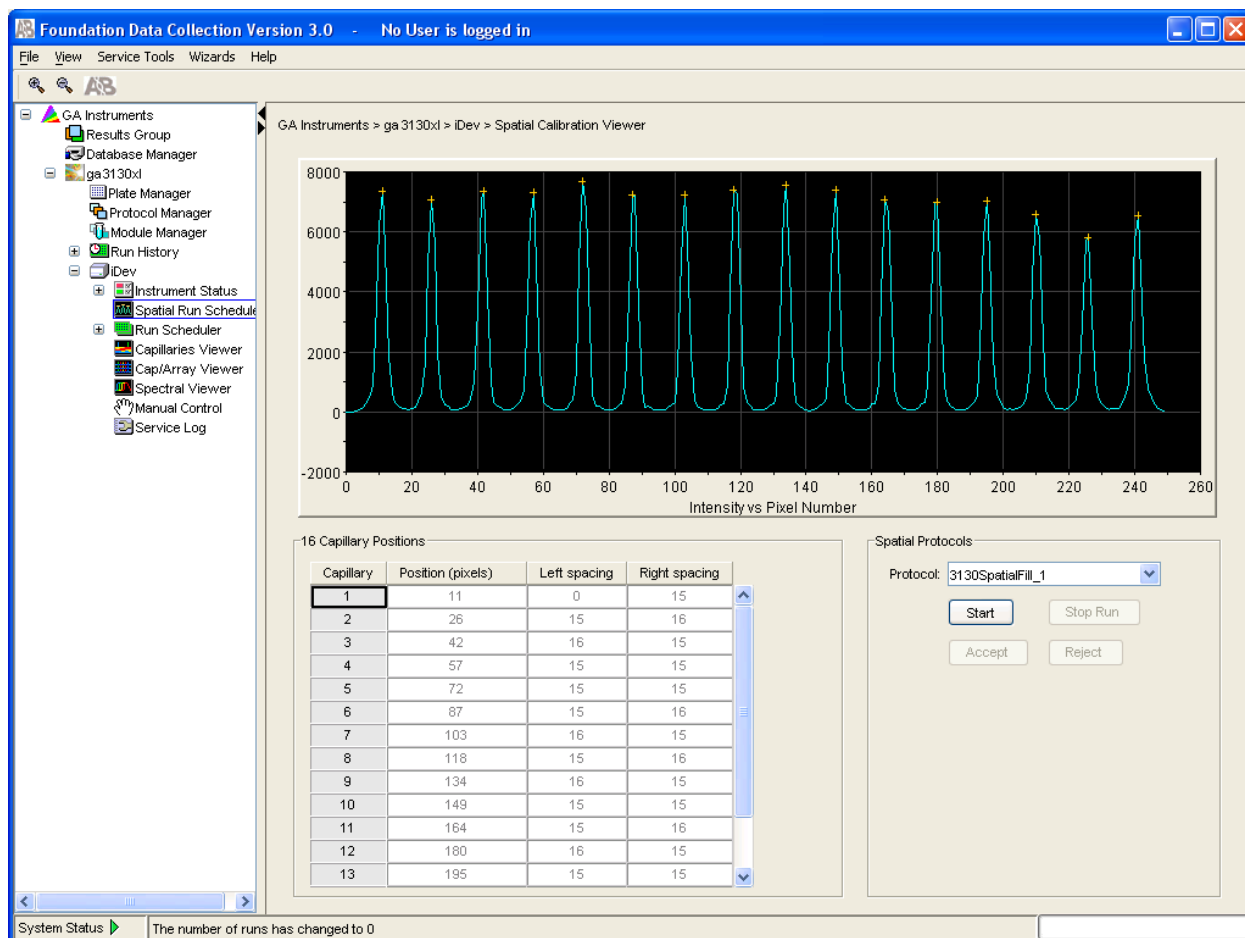 Foundation Data Collection Version 3.0 - No User is logged in
File View Service Tools Wizards Help
GA Instruments
Results Group
Database Manager
ga3130xl
Plate Manager
Protocol Manager
Module Manager
Run History
iDev
Instrument Status
Spatial Run Schedule
Run Scheduler
Capillaries Viewer
Cap/Array Viewer
Spectral Viewer
Manual Control
Service Log
GA Instruments > ga3130xl > iDev > Spatial Calibration Viewer
8000
6000
4000
2000
0
-2000
0 20 40 60 80 100 120 140 160 180 200 220 240 260
Intensity vs Pixel Number
16 Capillary Positions
Capillary Position (pixels) Left spacing Right spacing
1 11 0 15
2 26 15 16
3 42 16 15
4 57 15 15
5 72 15 15
6 87 15 16
7 103 16 15
8 118 15 16
9 134 16 15
10 149 15 15
11 164 15 16
12 180 16 15
13 195 15 15
Spatial Protocols
Protocol: 3130SpatialFill_1
Start Stop Run
Accept Reject
System Status The number of runs has changed to 0